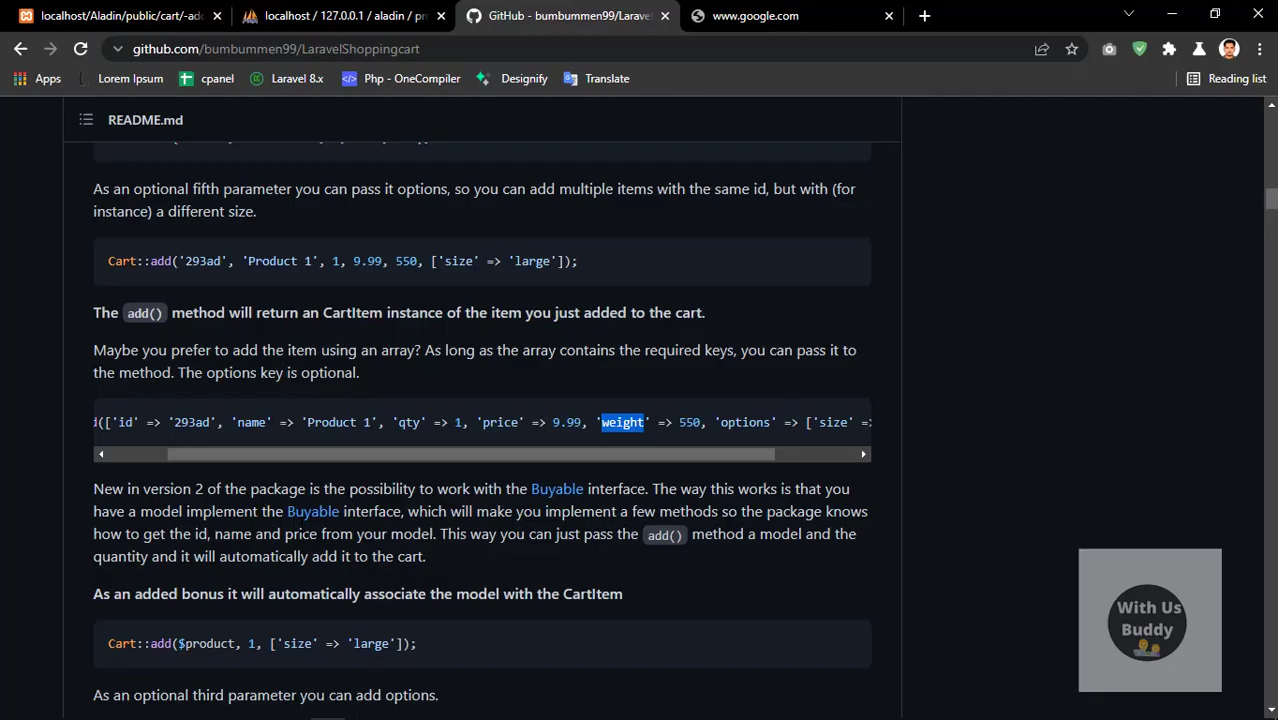 localhost/Aladin/public/cart/-add
localhost / 127.0.0.1 / aladin / pr
GitHub - bumbummen99/Larave
www.google.com
github.com/bumbummen99/LaravelShoppingcart
Apps
Lorem Ipsum
cpanel
Laravel 8.x
Php - OneCompiler
Designify
Translate
Reading list
README.md
As an optional fifth parameter you can pass it options, so you can add multiple items with the same id, but with (for
instance) a different size.
Cart::add('293ad', 'Product 1', 1, 9.99, 550, ['size' => 'large']);
The add() method will return an CartItem instance of the item you just added to the cart.
Maybe you prefer to add the item using an array? As long as the array contains the required keys, you can pass it to
the method. The options key is optional.
d(['id' => '293ad', 'name' => 'Product 1', 'qty' => 1, 'price' => 9.99, 'weight' => 550, 'options' => ['size' =>
New in version 2 of the package is the possibility to work with the Buyable interface. The way this works is that you
have a model implement the Buyable interface, which will make you implement a few methods so the package knows
how to get the id, name and price from your model. This way you can just pass the add() method a model and the
quantity and it will automatically add it to the cart.
As an added bonus it will automatically associate the model with the CartItem
Cart::add($product, 1, ['size' => 'large']);
As an optional third parameter you can add options.
With Us
Buddy